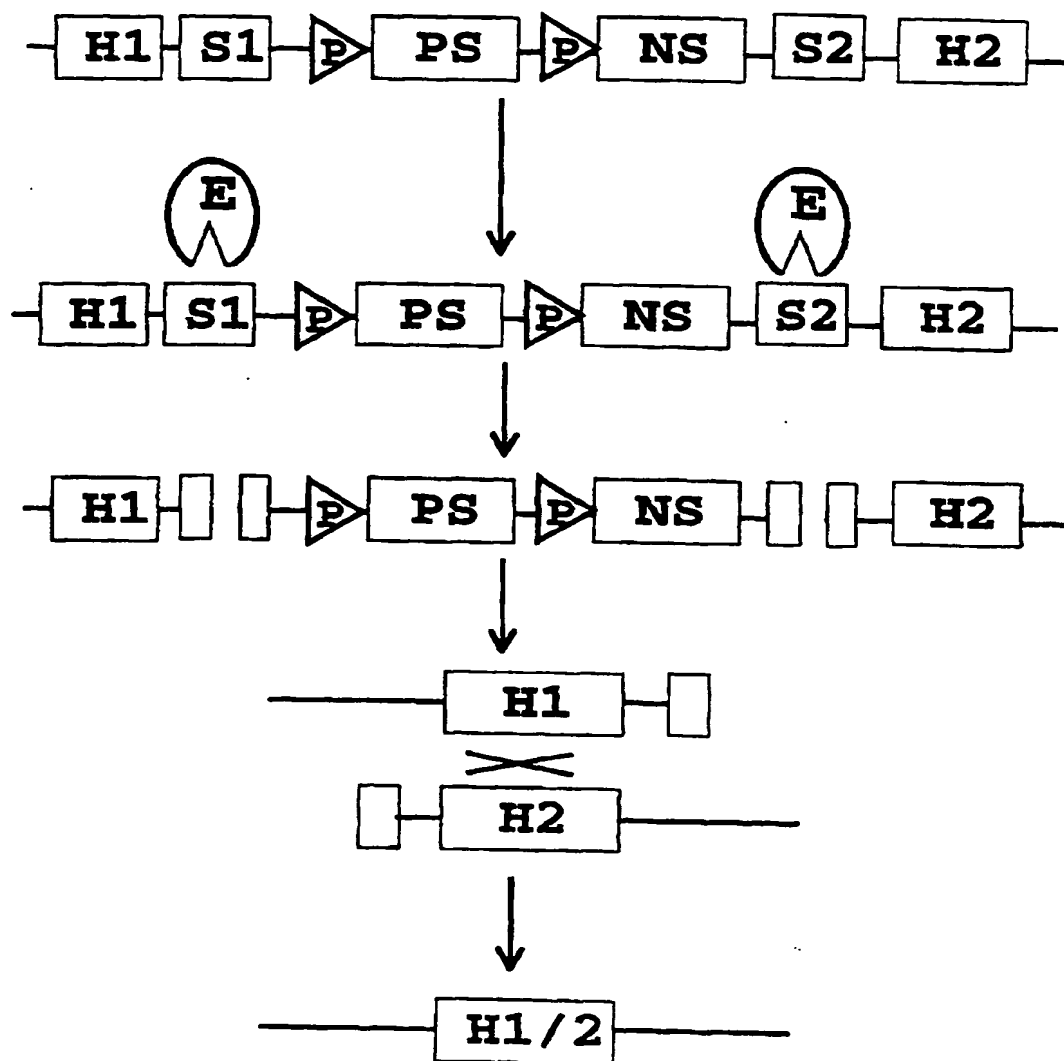 H1 S1 p PS p NS S2 H2
E E
H1 S1 p PS p NS S2 H2
H1 p PS p NS H2
H1
H2
H1/2